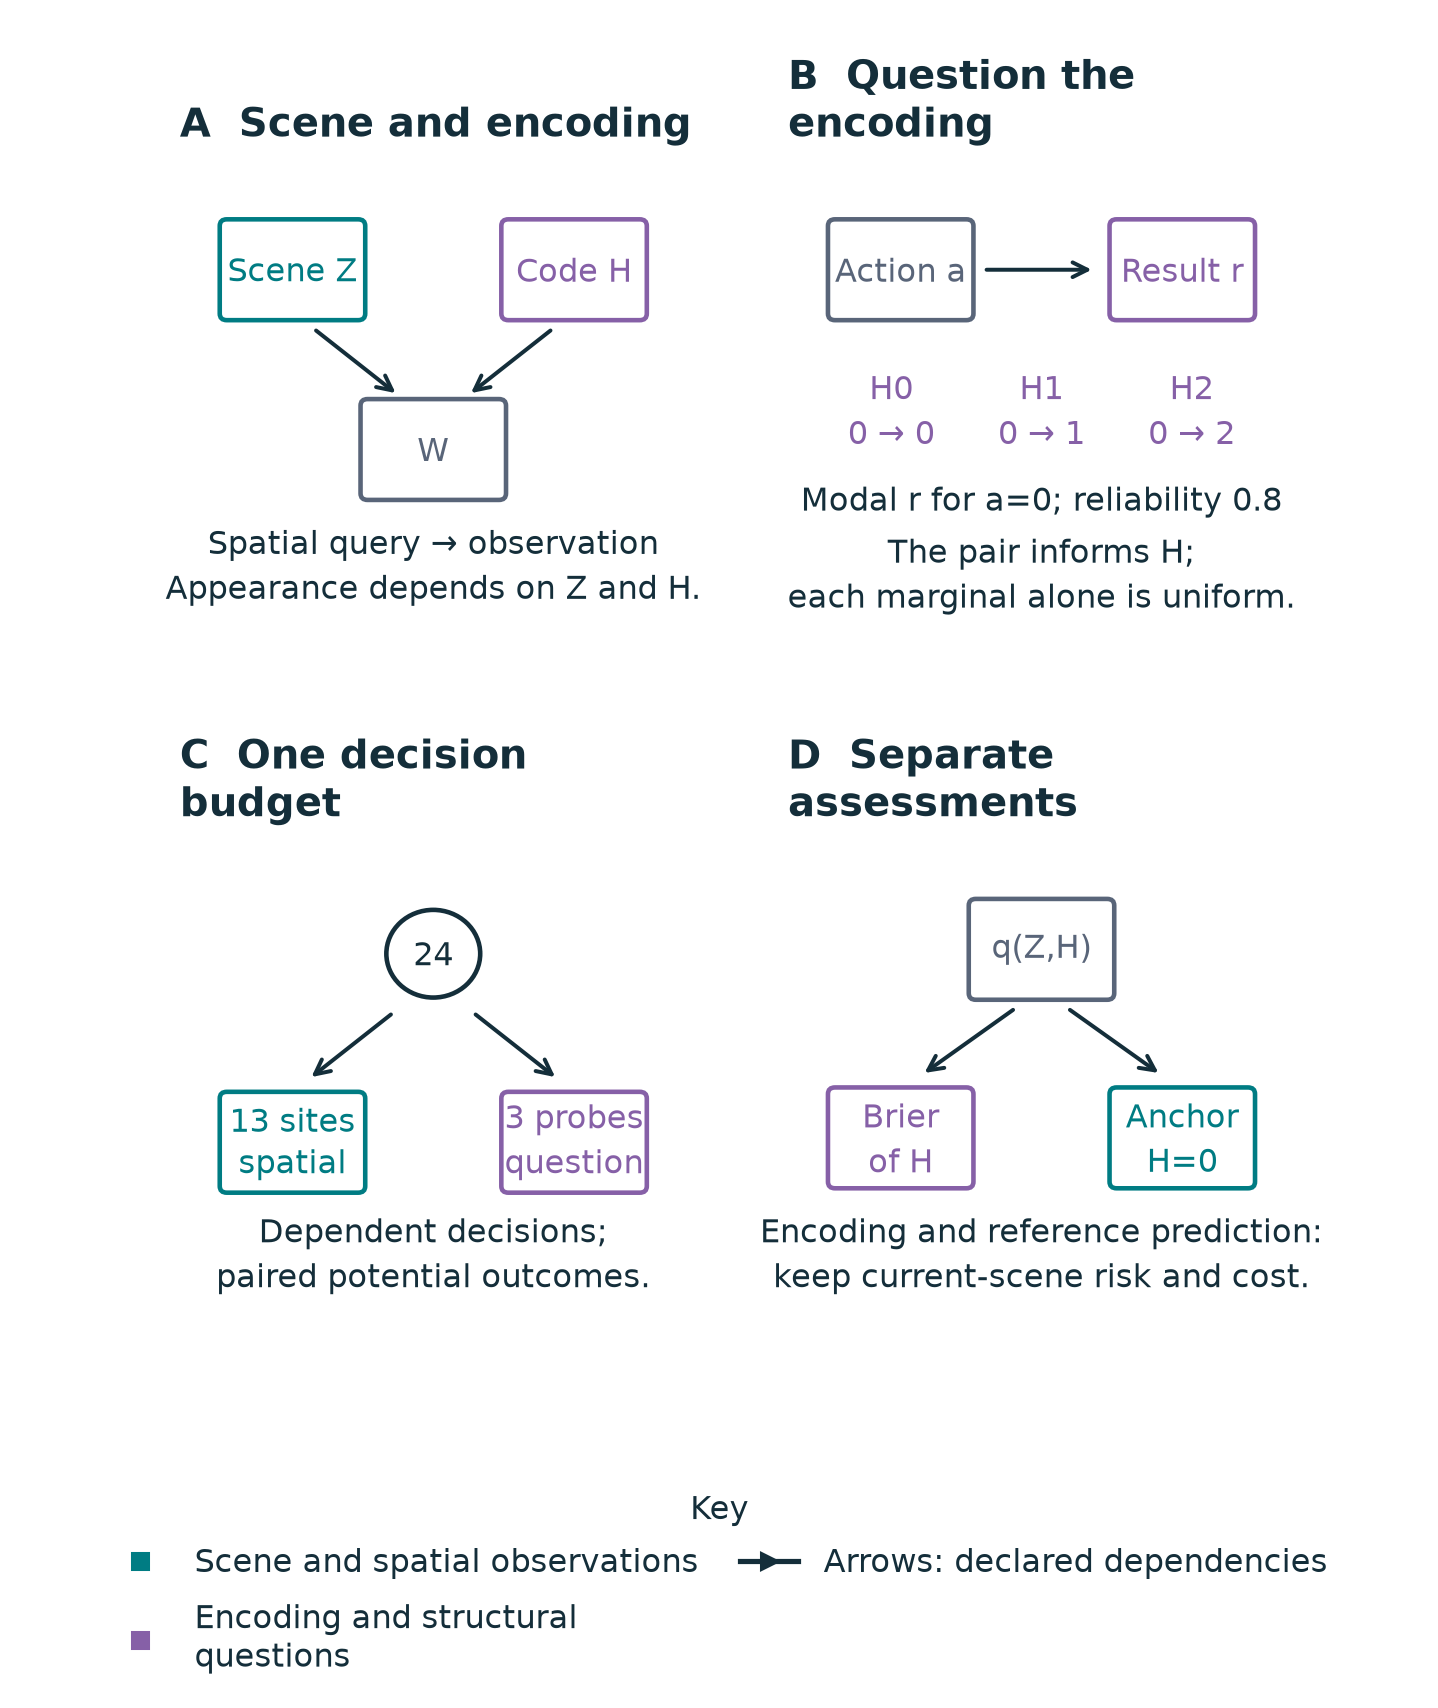 A  Scene and encoding
Scene Z
Code H
W
Spatial query → observation
Appearance depends on Z and H.
B  Question the
encoding
Action a
Result r
H0
H1
H2
0 → 0
0 → 1
0 → 2
Modal r for a=0; reliability 0.8
The pair informs H;
each marginal alone is uniform.
C  One decision
budget
24
13 sites
spatial
3 probes
question
Dependent decisions;
paired potential outcomes.
D  Separate
assessments
q(Z,H)
Brier
of H
Anchor
H=0
Encoding and reference prediction:
keep current-scene risk and cost.
Key
Scene and spatial observations
Arrows: declared dependencies
Encoding and structural
questions